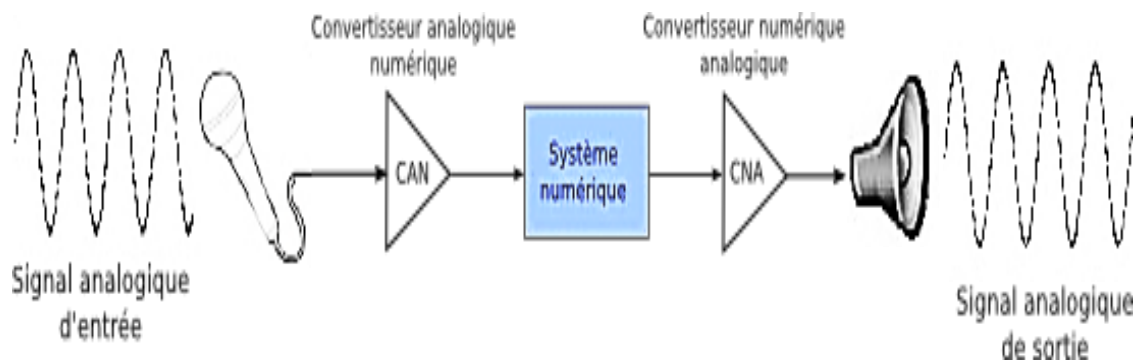 Convertisseur analogique
numérique
Convertisseur numérique
analogique
CAN
Système
numérique
CNA
Signal analogique
d'entrée
Signal analogique
de sortie